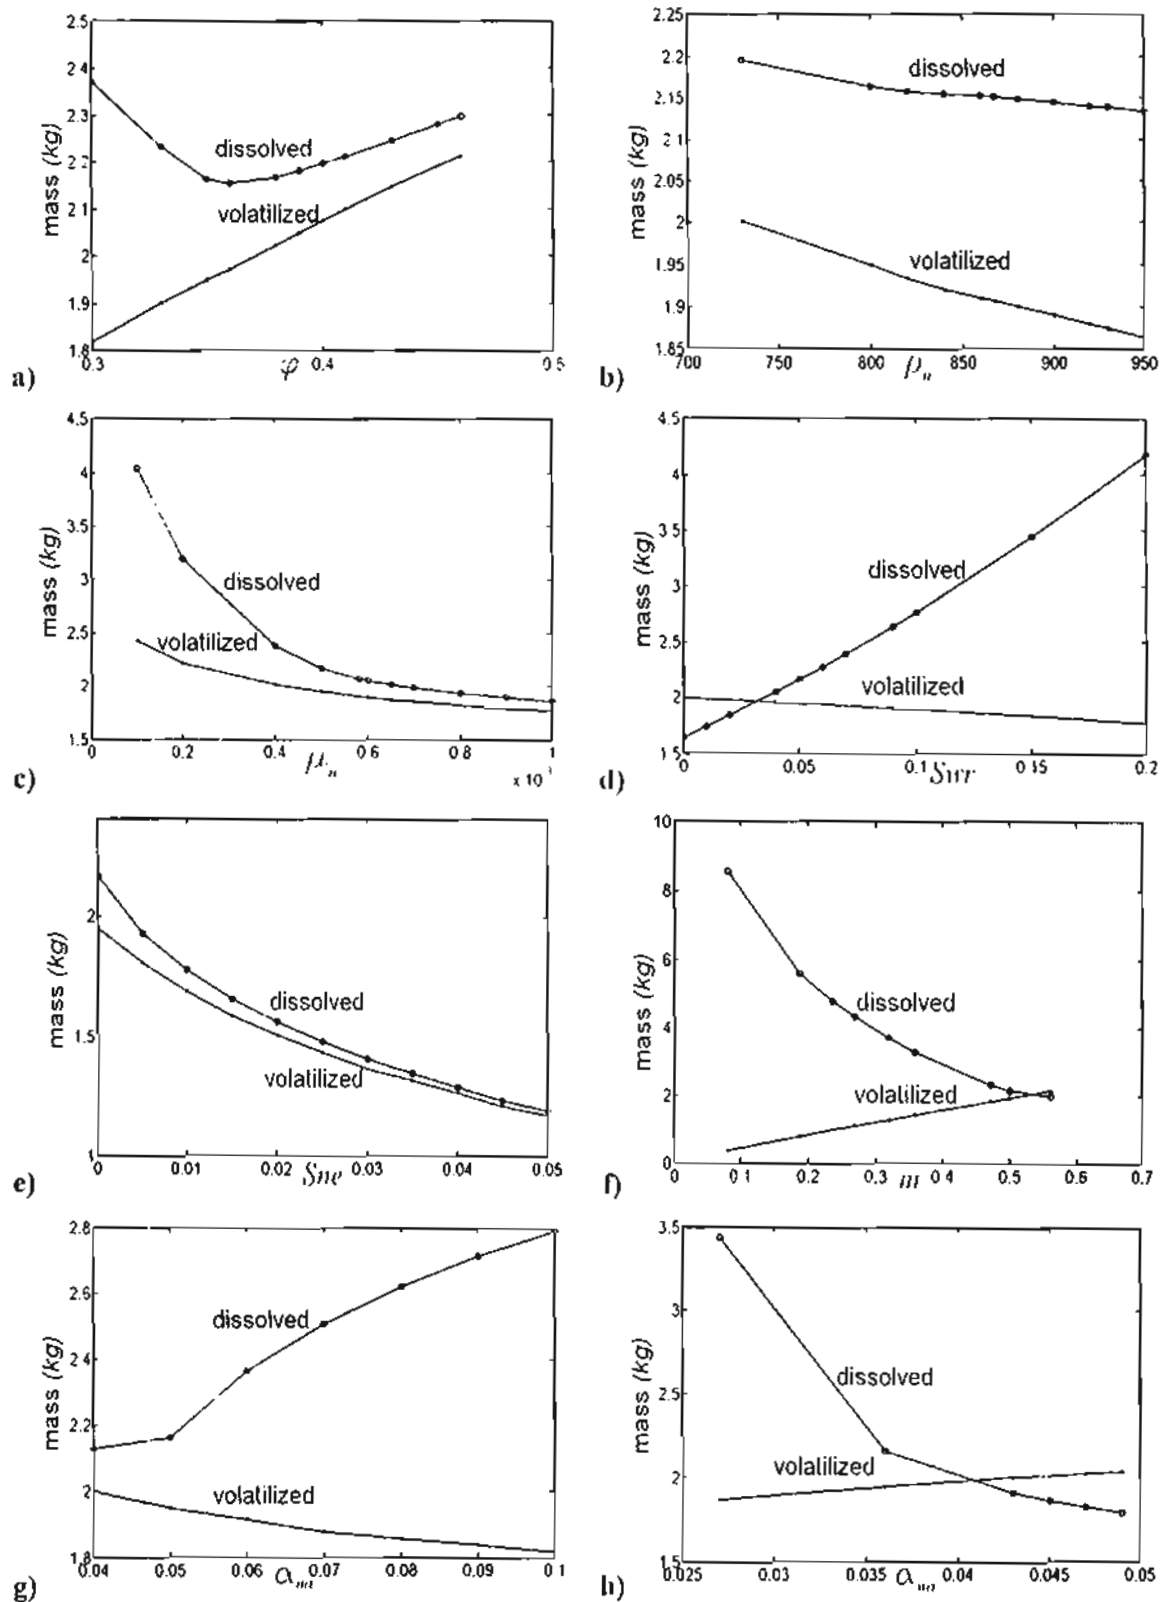 2.5
2 4
2.3
2.2
2 1
2
1.9
1.8
mass (kg)
dissolved
volatilized
0.3
0.4
φ
a)
2.25
2.2
2.15
2.1
2.05
2
1.95
1.9
1.85
mass (kg)
dissolved
volatilized
700 750 800 850 900 950
ρn
b)
4.5
4
3.5
3
2.5
2
1.5
mass (kg)
dissolved
volatilized
0 0.2 0.4 0 6 0.8 1
μn
c)
4.5
4
3.5
3
2.5
2
1 5
mass (kg)
dissolved
volatilized
0 0.05 0.1 0.15 0.2
Swr
d)
2
1.5
1
mass (kg)
dissolved
volatilized
0 0.01 0.02 0.03 0.04 0.05
e)
10
8
6
4
2
0
mass (kg)
dissolved
volatilized
0 0 1 0 2 0.3 0 4 0.5 0.6 0.7
m
f)
2.8
2.6
2 4
2.2
2
1.8
mass (kg)
dissolved
volatilized
0.04 0.05 0.06 0.07 0.08 0.09 0.1
g)
3.5
3
2.5
2
1.5
mass (kg)
dissolved
volatilized
0.025 0.03 0.035 0.04 0.045 0.05
h)